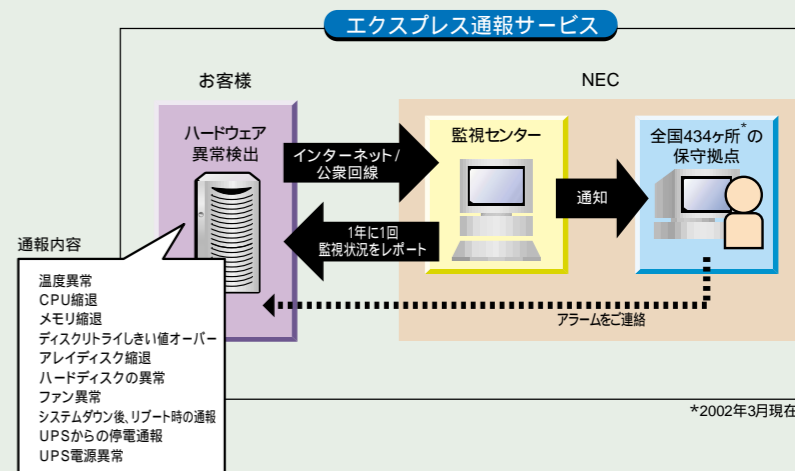 エクスプレス通報サービス
お客様
NEC
ハードウェア
異常検出
インターネット/
公衆回線
監視センター
通知
全国434ヶ所*の
保守拠点
1年に1回
監視状況をレポート
アラームをご連絡
通報内容
温度異常
CPU縮退
メモリ縮退
ディスクリトライしきい値オーバー
アレイディスク縮退
ハードディスクの異常
ファン異常
システムダウン後、リブート時の通報
UPSからの停電通報
UPS電源異常
*2002年3月現在